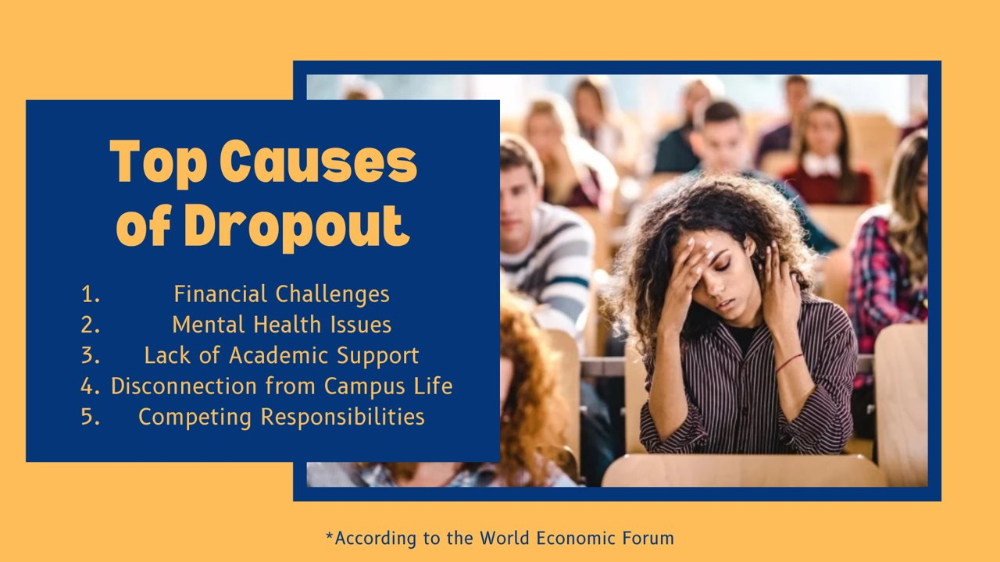 Top Causes
of Dropout
1. Financial Challenges
2. Mental Health Issues
3. Lack of Academic Support
4. Disconnection from Campus Life
5. Competing Responsibilities
*According to the World Economic Forum